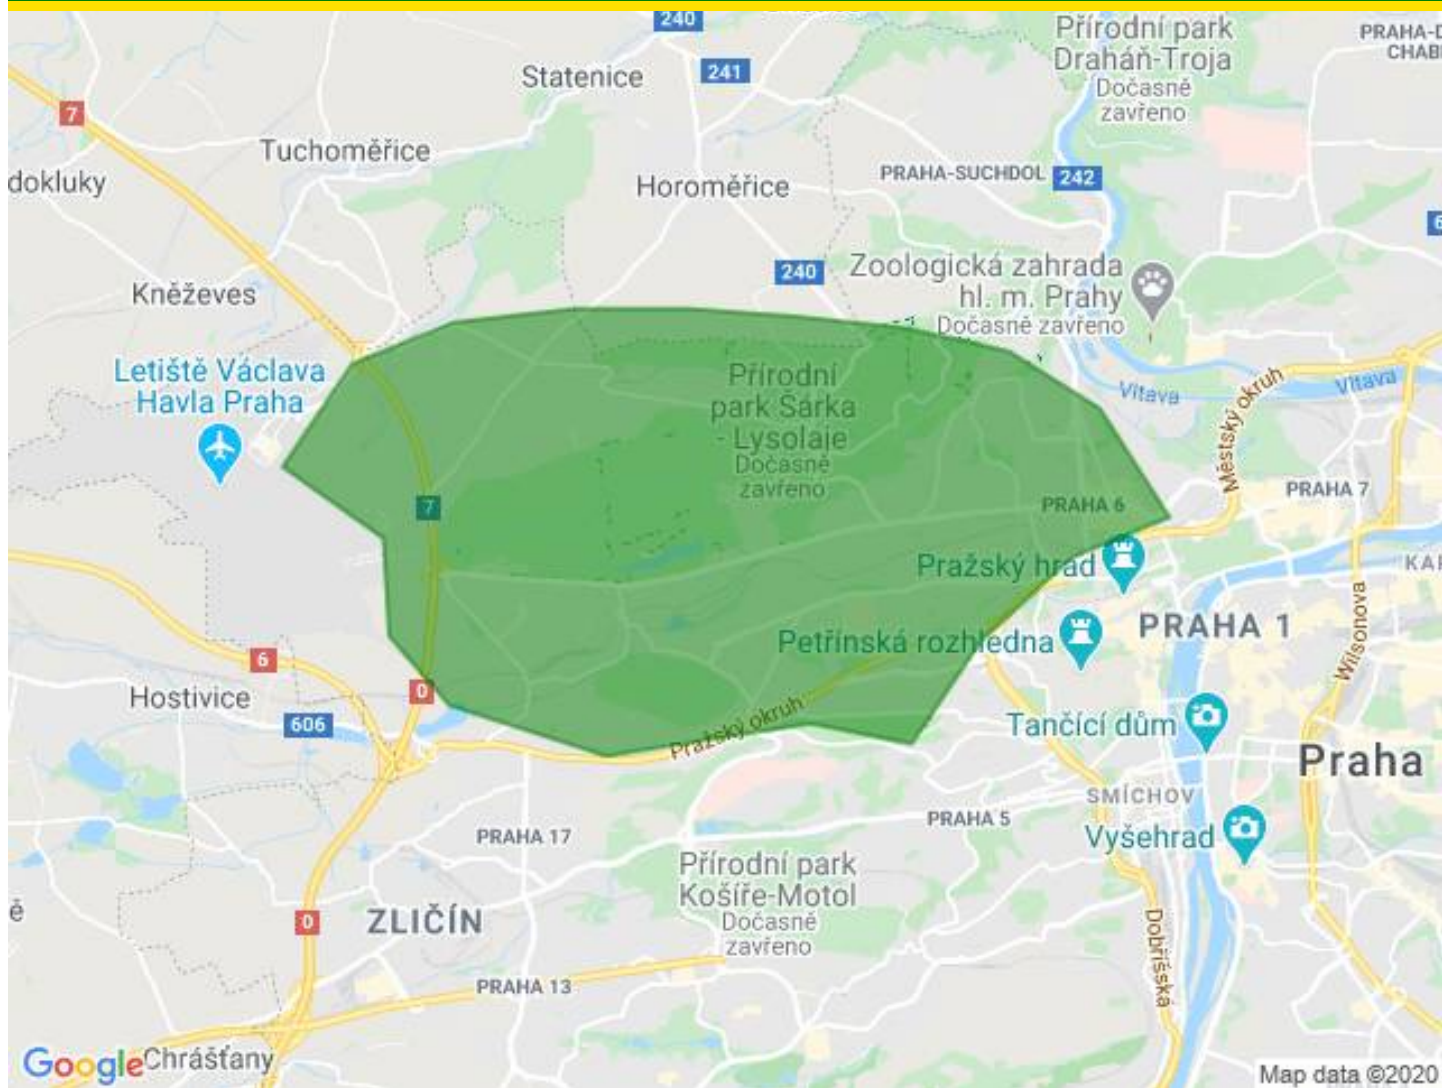 240
Přírodní park
Draháň-Troja
Dočasně
zavřeno
PRAHA-D
CHAB
Statenice
241
7
Tuchoměřice
dokluky
Horoměřice
PRAHA-SUCHDOL
242
6
240
Zoologická zahrada
hl. m. Prahy
Dočasně zavřeno
Kněževes
Letiště Václava
Havla Praha
Přírodní
park Šárka
- Lysolaje
Dočasně
zavřeno
Vltava
Vltava
Městský okruh
7
PRAHA 6
PRAHA 7
Pražský hrad
KAR
Petřínská rozhledna
PRAHA 1
Wilsonova
6
Hostivice
0
606
Pražský okruh
Tančící dům
Praha
SMÍCHOV
PRAHA 5
Vyšehrad
PRAHA 17
Přírodní park
Košíře-Motol
Dočasně
zavřeno
ě
0
ZLIČÍN
Dobříšská
PRAHA 13
Google
Chrášťany
Map data ©2020